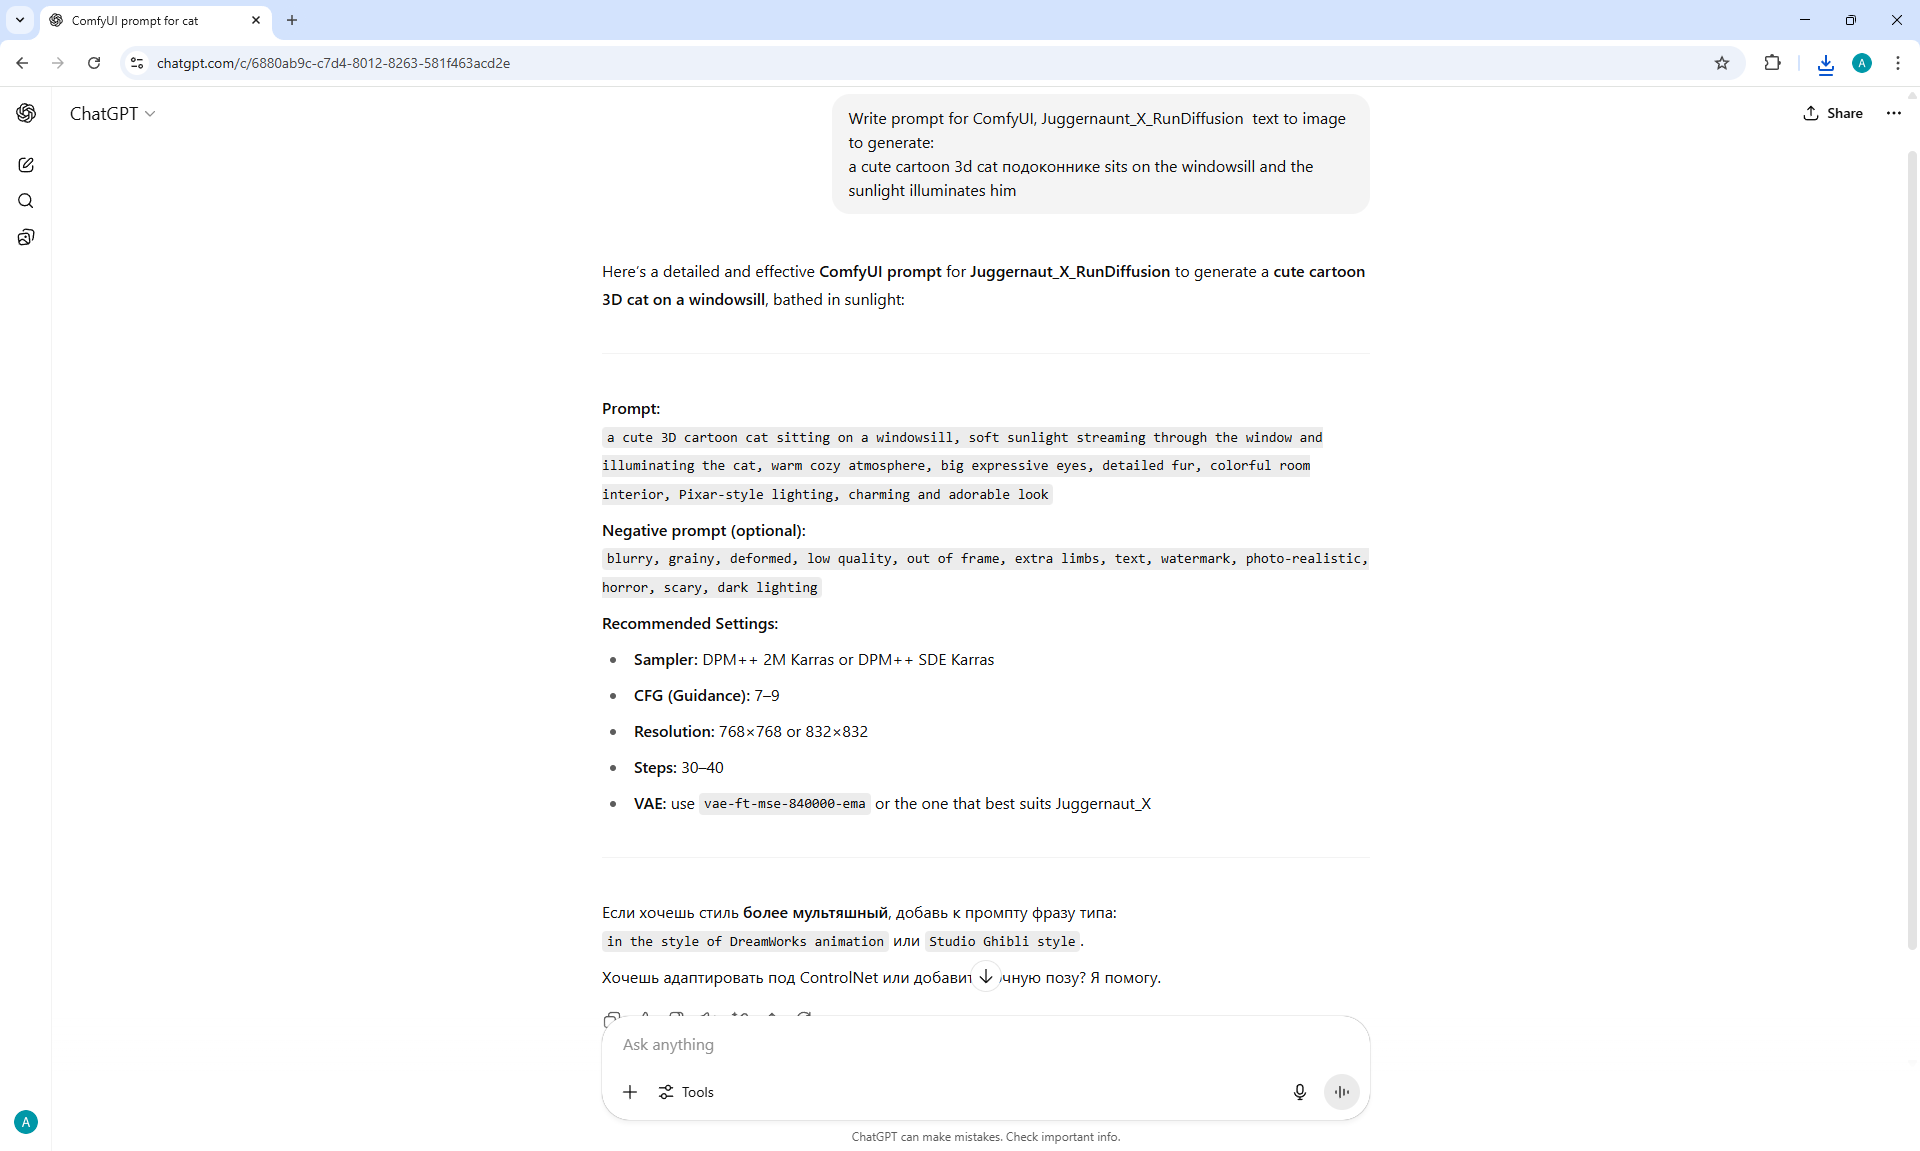 ComfyUI prompt for cat
chatgpt.com/c/6880ab9c-c7d4-8012-8263-581f463acd2e
A
ChatGPT
Share
Write prompt for ComfyUI, Juggernaunt_X_RunDiffusion  text to image
to generate:
a cute cartoon 3d cat подоконнике sits on the windowsill and the
sunlight illuminates him
Here's a detailed and effective ComfyUI prompt for Juggernaut_X_RunDiffusion to generate a cute cartoon
3D cat on a windowsill, bathed in sunlight:
Prompt:
a cute 3D cartoon cat sitting on a windowsill, soft sunlight streaming through the window and
illuminating the cat, warm cozy atmosphere, big expressive eyes, detailed fur, colorful room
interior, Pixar-style lighting, charming and adorable look
Negative prompt (optional):
blurry, grainy, deformed, low quality, out of frame, extra limbs, text, watermark, photo-realistic,
horror, scary, dark lighting
Recommended Settings:
• Sampler: DPM++ 2M Karras or DPM++ SDE Karras
• CFG (Guidance): 7–9
• Resolution: 768×768 or 832×832
• Steps: 30–40
• VAE: use vae-ft-mse-840000-ema or the one that best suits Juggernaut_X
Если хочешь стиль более мультяшный, добавь к промпту фразу типа:
in the style of DreamWorks animation или Studio Ghibli style.
Хочешь адаптировать под ControlNet или позу? Я помогу.
Ask anything
Tools
A
ChatGPT can make mistakes. Check important info.